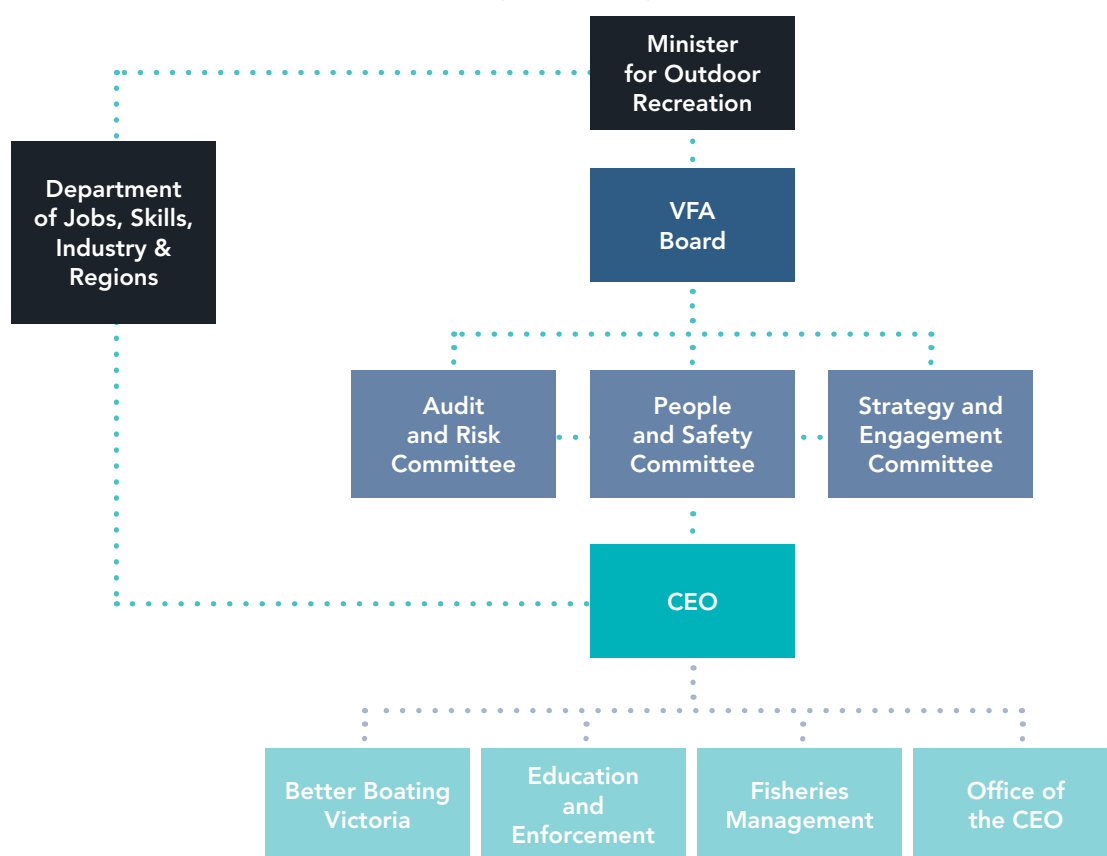 Minister
for Outdoor
Recreation
Department
of Jobs, Skills,
Industry &
Regions
VFA
Board
Audit
and Risk
Committee
People
and Safety
Committee
Strategy and
Engagement
Committee
CEO
Better Boating
Victoria
Education
and
Enforcement
Fisheries
Management
Office of
the CEO